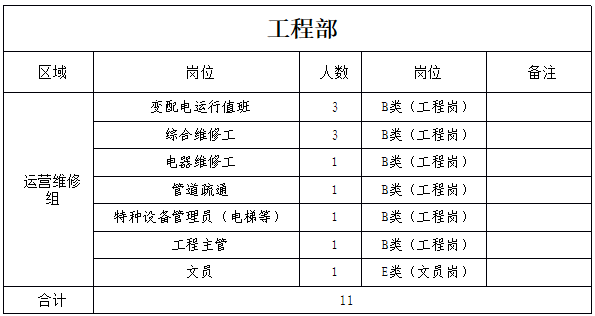 工程部
区域 岗位 人数 岗位 备注
运营维修组
变配电运行值班 3 B类（工程岗）
综合维修工 3 B类（工程岗）
电器维修工 1 B类（工程岗）
管道疏通 1 B类（工程岗）
特种设备管理员（电梯等） 1 B类（工程岗）
工程主管 1 B类（工程岗）
文员 1 E类（文员岗）
合计 11